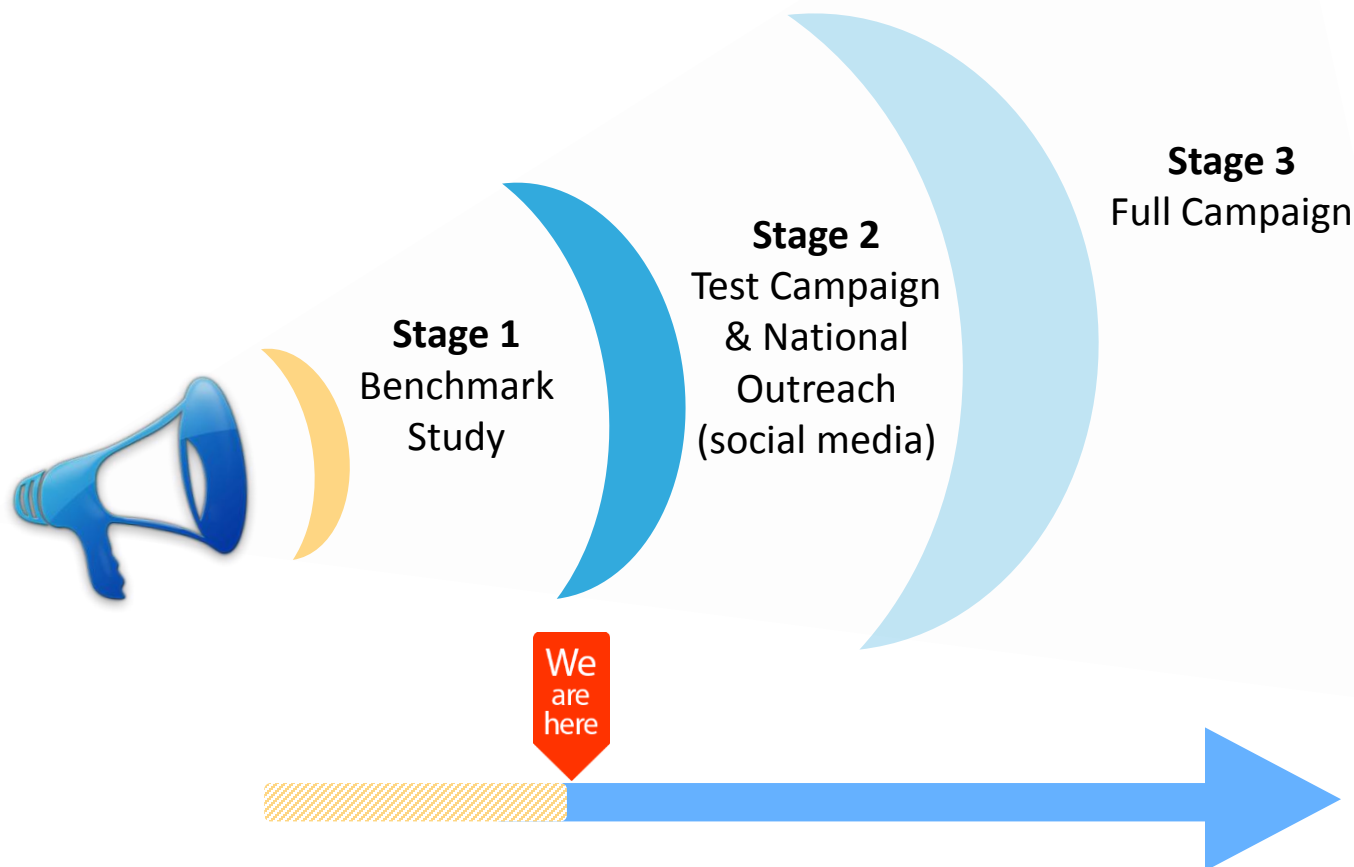 Stage 1
Benchmark
Study
Stage 2
Test Campaign
& National
Outreach
(social media)
Stage 3
Full Campaign
We
are
here